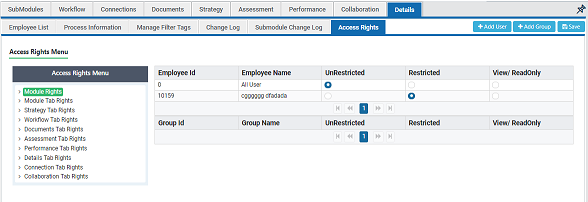 SubModules Workflow Connections Documents Strategy Assessment Performance Collaboration Details
Employee List Process Information Manage Filter Tags Change Log Submodule Change Log Access Rights + Add User + Add Group Save
Access Rights Menu
Access Rights Menu
Module Rights
Module Tab Rights
Strategy Tab Rights
Workflow Tab Rights
Documents Tab Rights
Assessment Tab Rights
Performance Tab Rights
Details Tab Rights
Connection Tab Rights
Collaboration Tab Rights
Employee Id Employee Name UnRestricted Restricted View/ ReadOnly
0 All User
10159 cggggggg dfadada
1
Group Id Group Name UnRestricted Restricted View/ ReadOnly
1